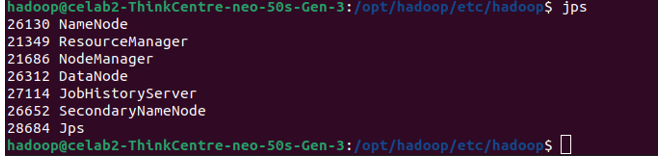 hadoop@celab2-ThinkCentre-neo-50s-Gen-3:/opt/hadoop/etc/hadoop$ jps
26130 NameNode
21349 ResourceManager
21686 NodeManager
26312 DataNode
27114 JobHistoryServer
26652 SecondaryNameNode
28684 Jps
hadoop@celab2-ThinkCentre-neo-50s-Gen-3:/opt/hadoop/etc/hadoop$